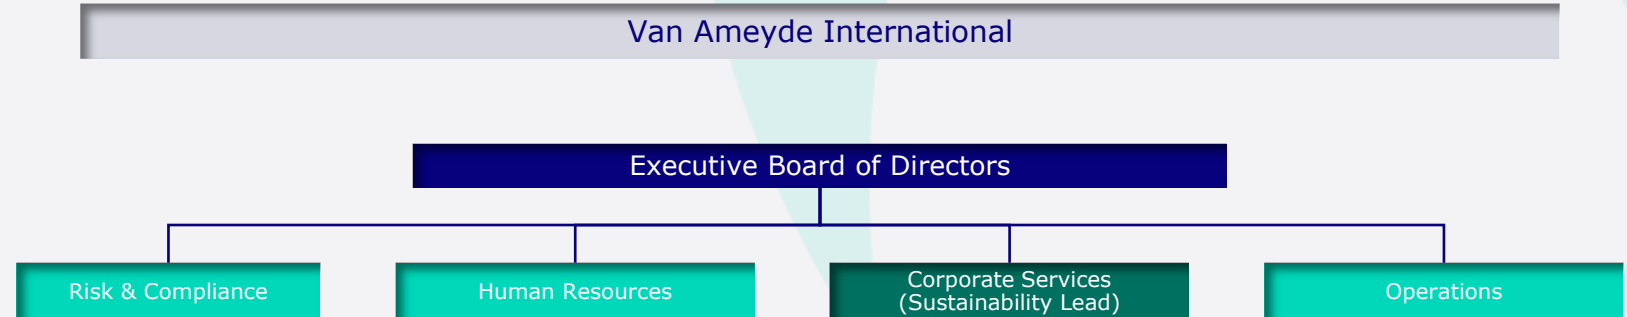 Van Ameyde International
Executive Board of Directors
Risk & Compliance
Human Resources
Corporate Services
(Sustainability Lead)
Operations